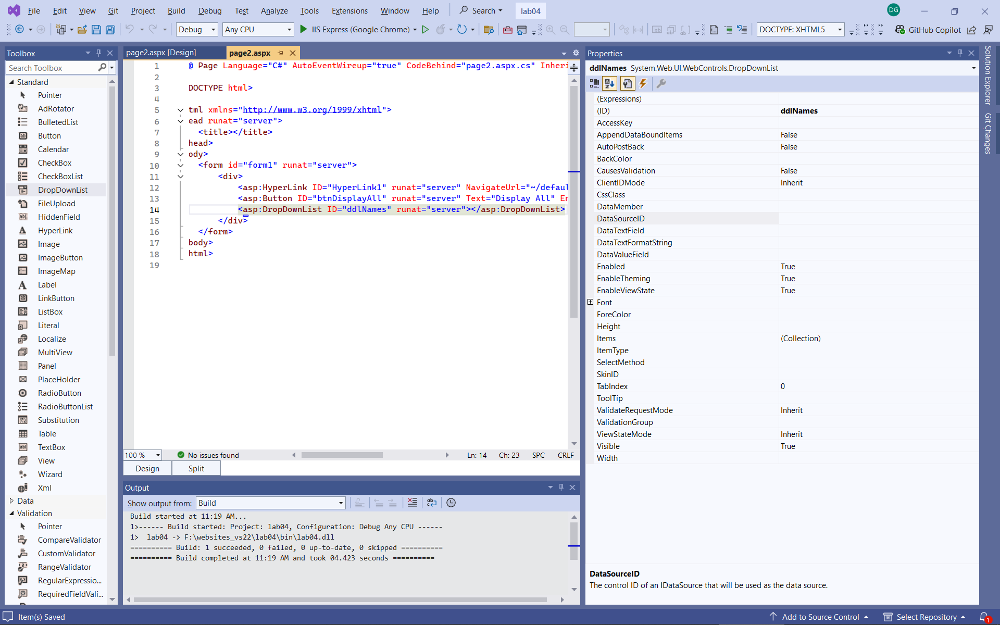 File Edit View Git Project Build Debug Test Analyze Tools Extensions Window Help Search lab04 DG
Debug Any CPU IIS Express (Google Chrome) DOCTYPE: XHTML5 GitHub Copilot
Toolbox
Search Toolbox
Standard
Pointer
AdRotator
BulletedList
Button
Calendar
CheckBox
CheckBoxList
DropDownList
FileUpload
HiddenField
HyperLink
Image
ImageButton
ImageMap
Label
LinkButton
ListBox
Literal
Localize
MultiView
Panel
PlaceHolder
RadioButton
RadioButtonList
Substitution
Table
TextBox
View
Wizard
Xml
Data
Validation
Pointer
CompareValidator
CustomValidator
RangeValidator
RegularExpressio...
RequiredFieldVali...
page2.aspx [Design] page2.aspx
1 @ Page Language="C#" AutoEventWireup="true" CodeBehind="page2.aspx.cs" Inheri
2
3 DOCTYPE html>
4
5 tml xmlns="http://www.w3.org/1999/xhtml">
6 ead runat="server">
7 <title></title>
8 head>
9 ody>
10 <form id="form1" runat="server">
11 <div>
12 <asp:HyperLink ID="HyperLink1" runat="server" NavigateUrl="~/defaul
13 <asp:Button ID="btnDisplayAll" runat="server" Text="Display All" En
14 <asp:DropDownList ID="ddlNames" runat="server"></asp:DropDownList>
15 </div>
16 </form>
17 body>
18 html>
19
100 % No issues found Ln: 14 Ch: 23 SPC CRLF
Design Split
Output
Show output from: Build
Build started at 11:19 AM...
1>------ Build started: Project: lab04, Configuration: Debug Any CPU ------
1> lab04 -> F:\websites_vs22\lab04\bin\lab04.dll
========== Build: 1 succeeded, 0 failed, 0 up-to-date, 0 skipped ==========
========== Build completed at 11:19 AM and took 04.423 seconds ==========
Properties
ddlNames System.Web.UI.WebControls.DropDownList
(Expressions)
(ID) ddlNames
AccessKey
AppendDataBoundItems False
AutoPostBack False
BackColor
CausesValidation False
ClientIDMode Inherit
CssClass
DataMember
DataSourceID
DataTextField
DataTextFormatString
DataValueField
Enabled True
EnableTheming True
EnableViewState True
Font
ForeColor
Height
Items (Collection)
ItemType
SelectMethod
SkinID
TabIndex 0
ToolTip
ValidateRequestMode Inherit
ValidationGroup
ViewStateMode Inherit
Visible True
Width
DataSourceID
The control ID of an IDataSource that will be used as the data source.
Solution Explorer
Git Changes
Item(s) Saved Add to Source Control Select Repository 1